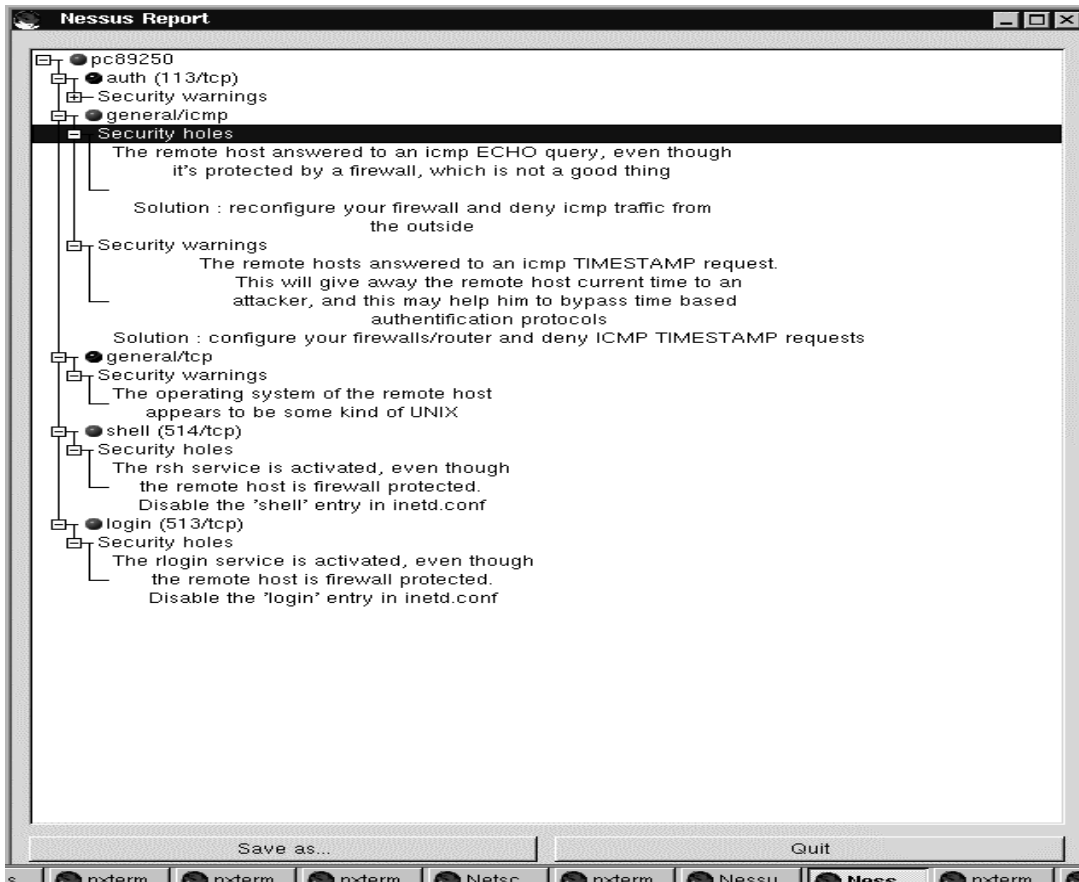 Nessus Report
pc89250
auth (113/tcp)
Security warnings
general/icmp
Security holes
The remote host answered to an icmp ECHO query, even though
it's protected by a firewall, which is not a good thing
Solution : reconfigure your firewall and deny icmp traffic from
the outside
Security warnings
The remote hosts answered to an icmp TIMESTAMP request.
This will give away the remote host current time to an
attacker, and this may help him to bypass time based
authentification protocols
Solution : configure your firewalls/router and deny ICMP TIMESTAMP requests
general/tcp
Security warnings
The operating system of the remote host
appears to be some kind of UNIX
shell (514/tcp)
Security holes
The rsh service is activated, even though
the remote host is firewall protected.
Disable the 'shell' entry in inetd.conf
login (513/tcp)
Security holes
The rlogin service is activated, even though
the remote host is firewall protected.
Disable the 'login' entry in inetd.conf
Save as... Quit
s nxterm nxterm nxterm Netsc nxterm Nessu Ness nxterm